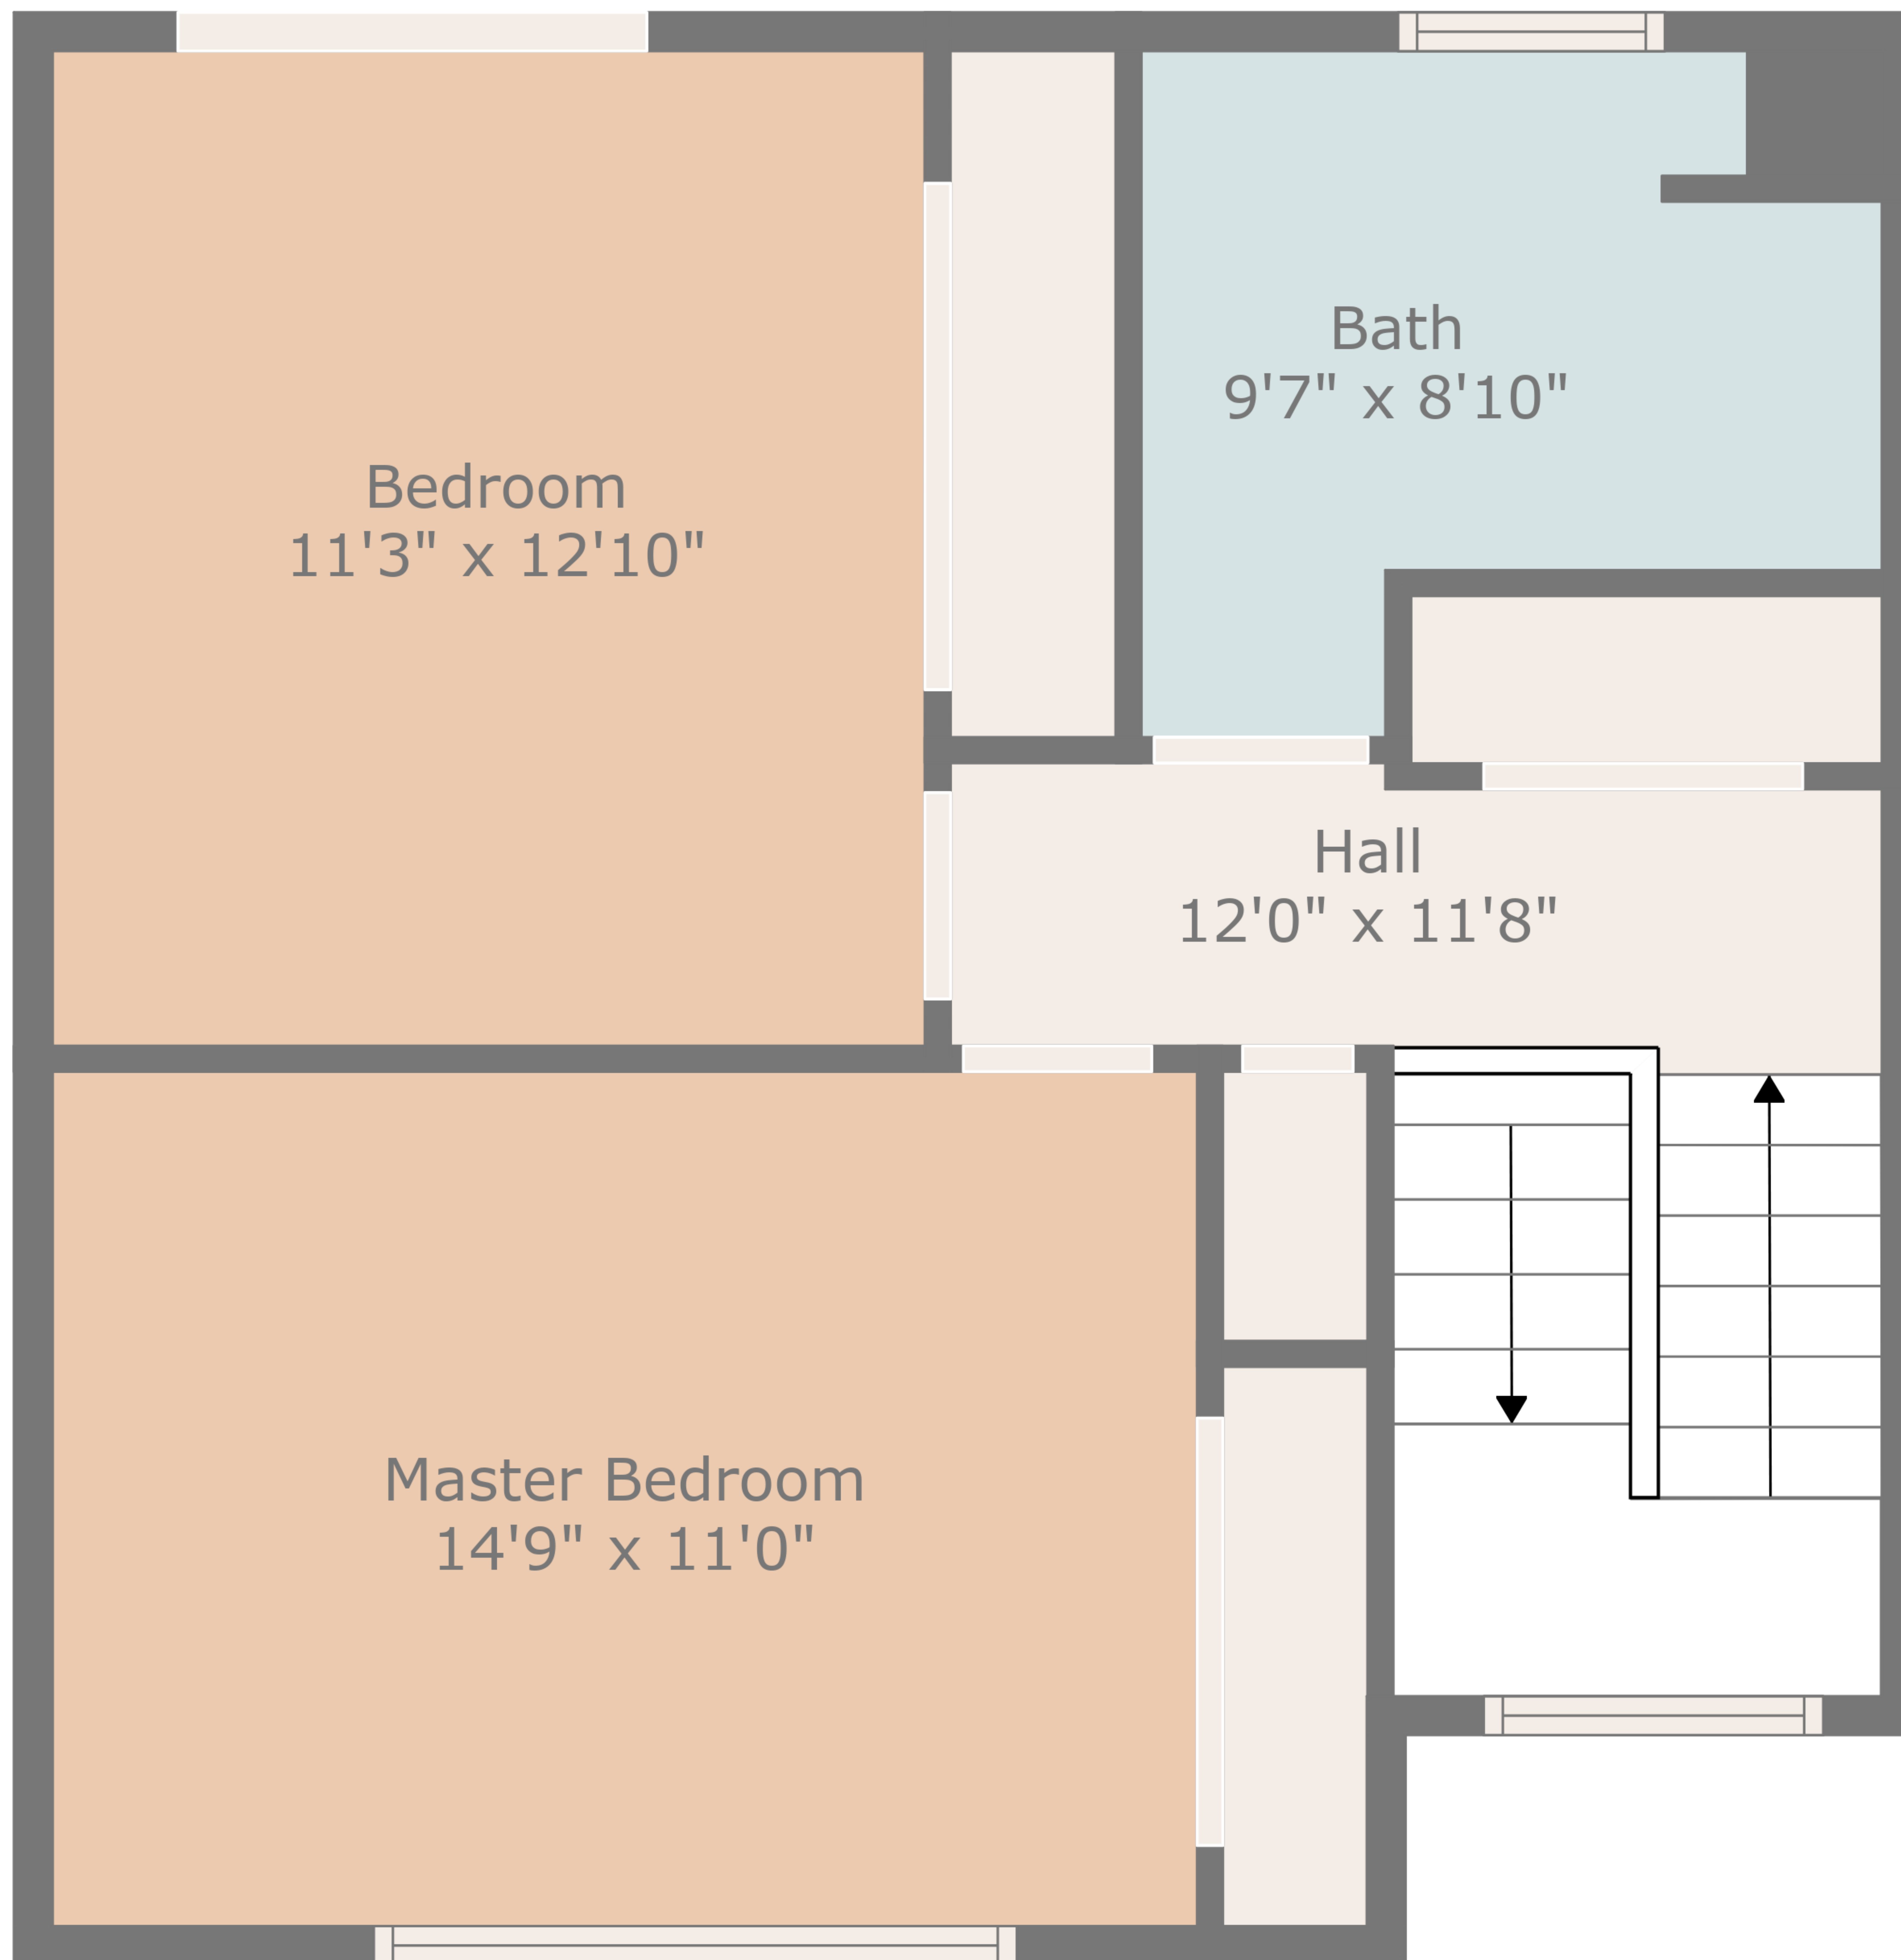 Bath
9'7" x 8'10"
Bedroom
11'3" x 12'10"
Hall
12'0" x 11'8"
Master Bedroom
14'9" x 11'0"